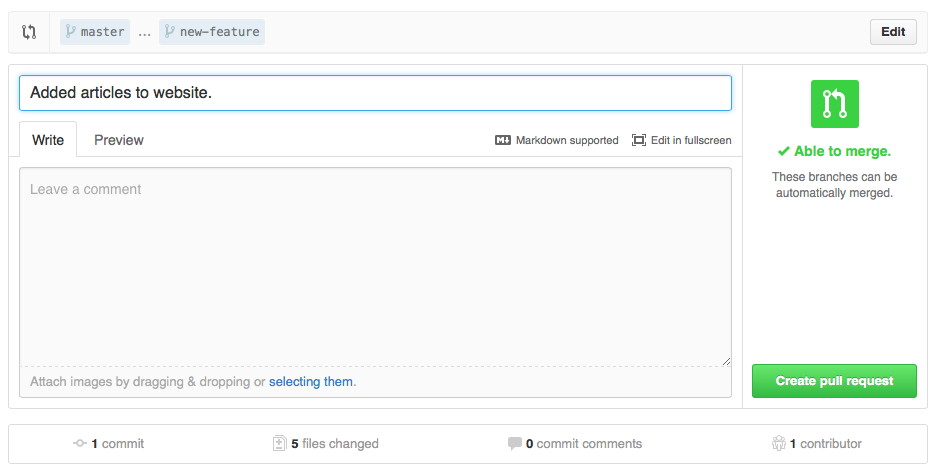 master ... new-feature Edit
Added articles to website.
Write Preview Markdown supported Edit in fullscreen
Leave a comment
Attach images by dragging & dropping or selecting them.
Able to merge.
These branches can be
automatically merged.
Create pull request
1 commit 5 files changed 0 commit comments 1 contributor